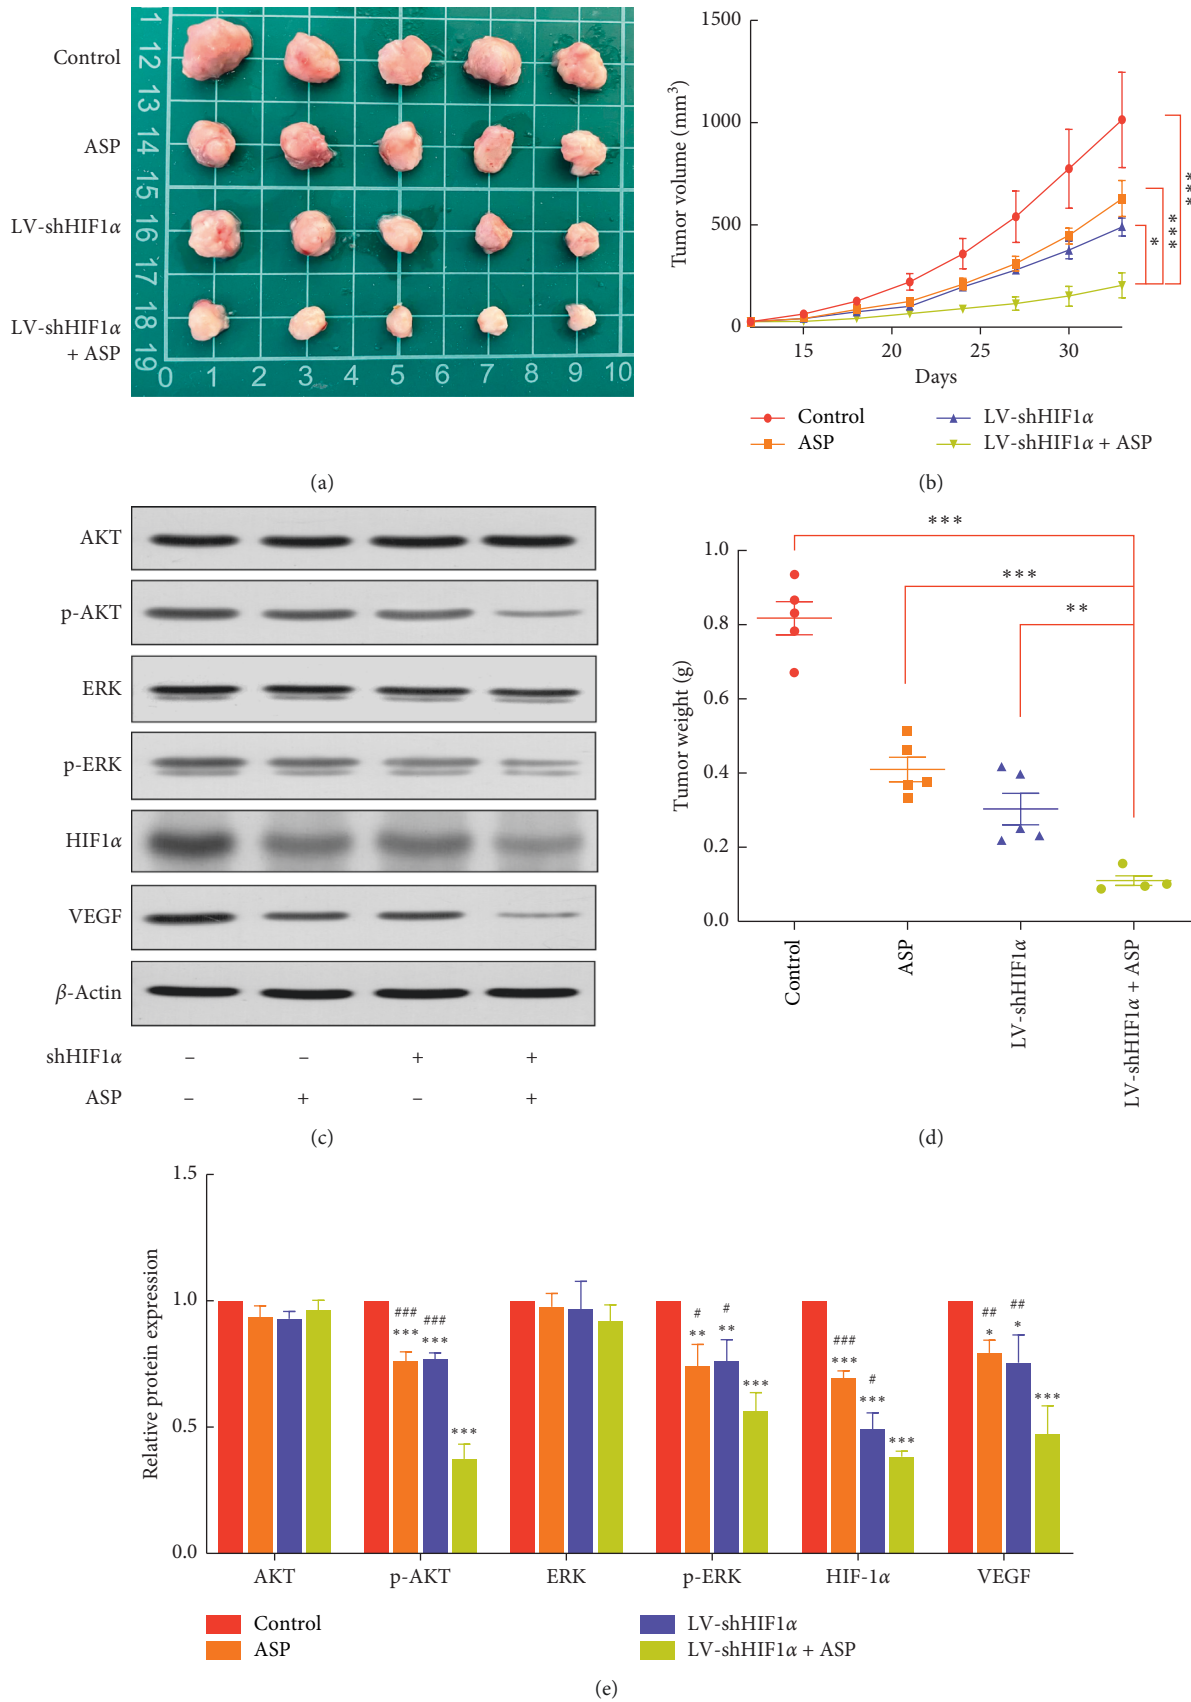 Control
ASP
LV-shHIF1α
LV-shHIF1α
+ ASP
1
12
13
14
15
16
17
18
19
0 1 2 3 4 5 6 7 8 9 10
(a)
1500
1000
500
0
Tumor volume (mm³)
15 20 25 30
Days
*
***
***
Control
ASP
LV-shHIF1α
LV-shHIF1α + ASP
(b)
AKT
p-AKT
ERK
p-ERK
HIF1α
VEGF
β-Actin
shHIF1α – – + +
ASP – + – +
(c)
***
***
**
1.0
0.8
0.6
0.4
0.2
0.0
Tumor weight (g)
Control
ASP
LV-shHIF1α
LV-shHIF1α + ASP
(d)
1.5
1.0
0.5
0.0
Relative protein expression
### ### # # ### # ## ##
*** *** *** ** ** *** *** *** *** * * ***
AKT p-AKT ERK p-ERK HIF-1α VEGF
Control
ASP
LV-shHIF1α
LV-shHIF1α + ASP
(e)